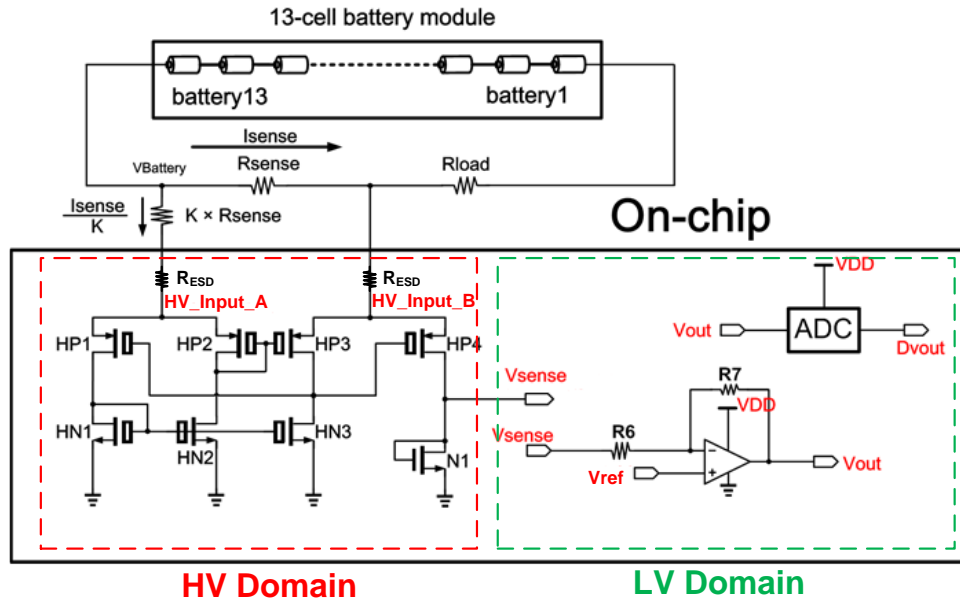 13-cell battery module
battery13
battery1
Isense
VBattery
Rsense
Rload
Isense
K
K × Rsense
On-chip
RESD
RESD
HV_Input_A
HV_Input_B
VDD
HP1
HP2
HP3
HP4
Vout
ADC
Dvout
Vsense
R7
VDD
HN1
HN2
HN3
N1
Vsense
R6
Vref
Vout
HV Domain
LV Domain